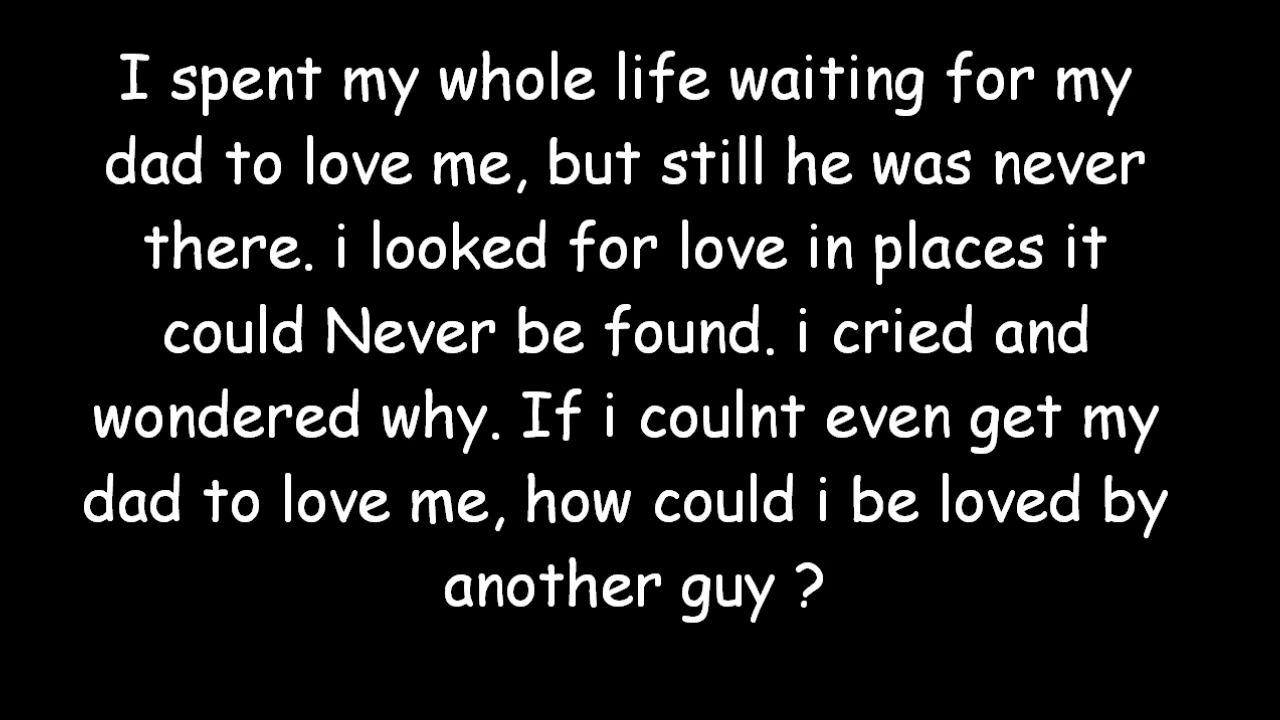 I spent my whole life waiting for my
dad to love me, but still he was never
there. i looked for love in places it
could Never be found. i cried and
wondered why. If i coulnt even get my
dad to love me, how could i be loved by
another guy ?